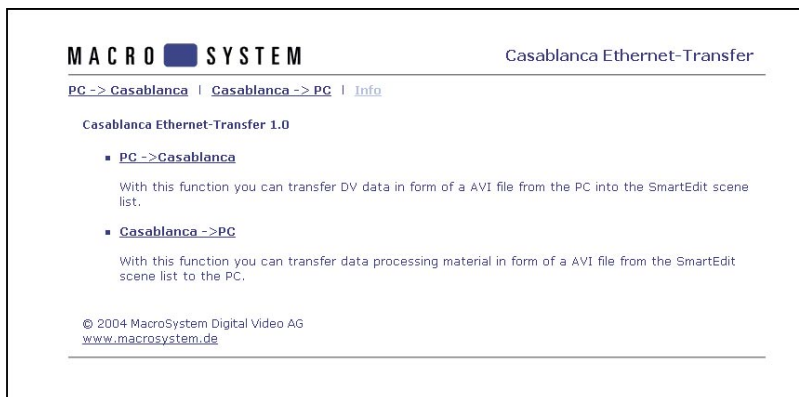 MACRO SYSTEM
Casablanca Ethernet-Transfer
PC -> Casablanca | Casablanca -> PC | Info
Casablanca Ethernet-Transfer 1.0
PC ->Casablanca
With this function you can transfer DV data in form of a AVI file from the PC into the SmartEdit scene
list.
Casablanca ->PC
With this function you can transfer data processing material in form of a AVI file from the SmartEdit
scene list to the PC.
© 2004 MacroSystem Digital Video AG
www.macrosystem.de